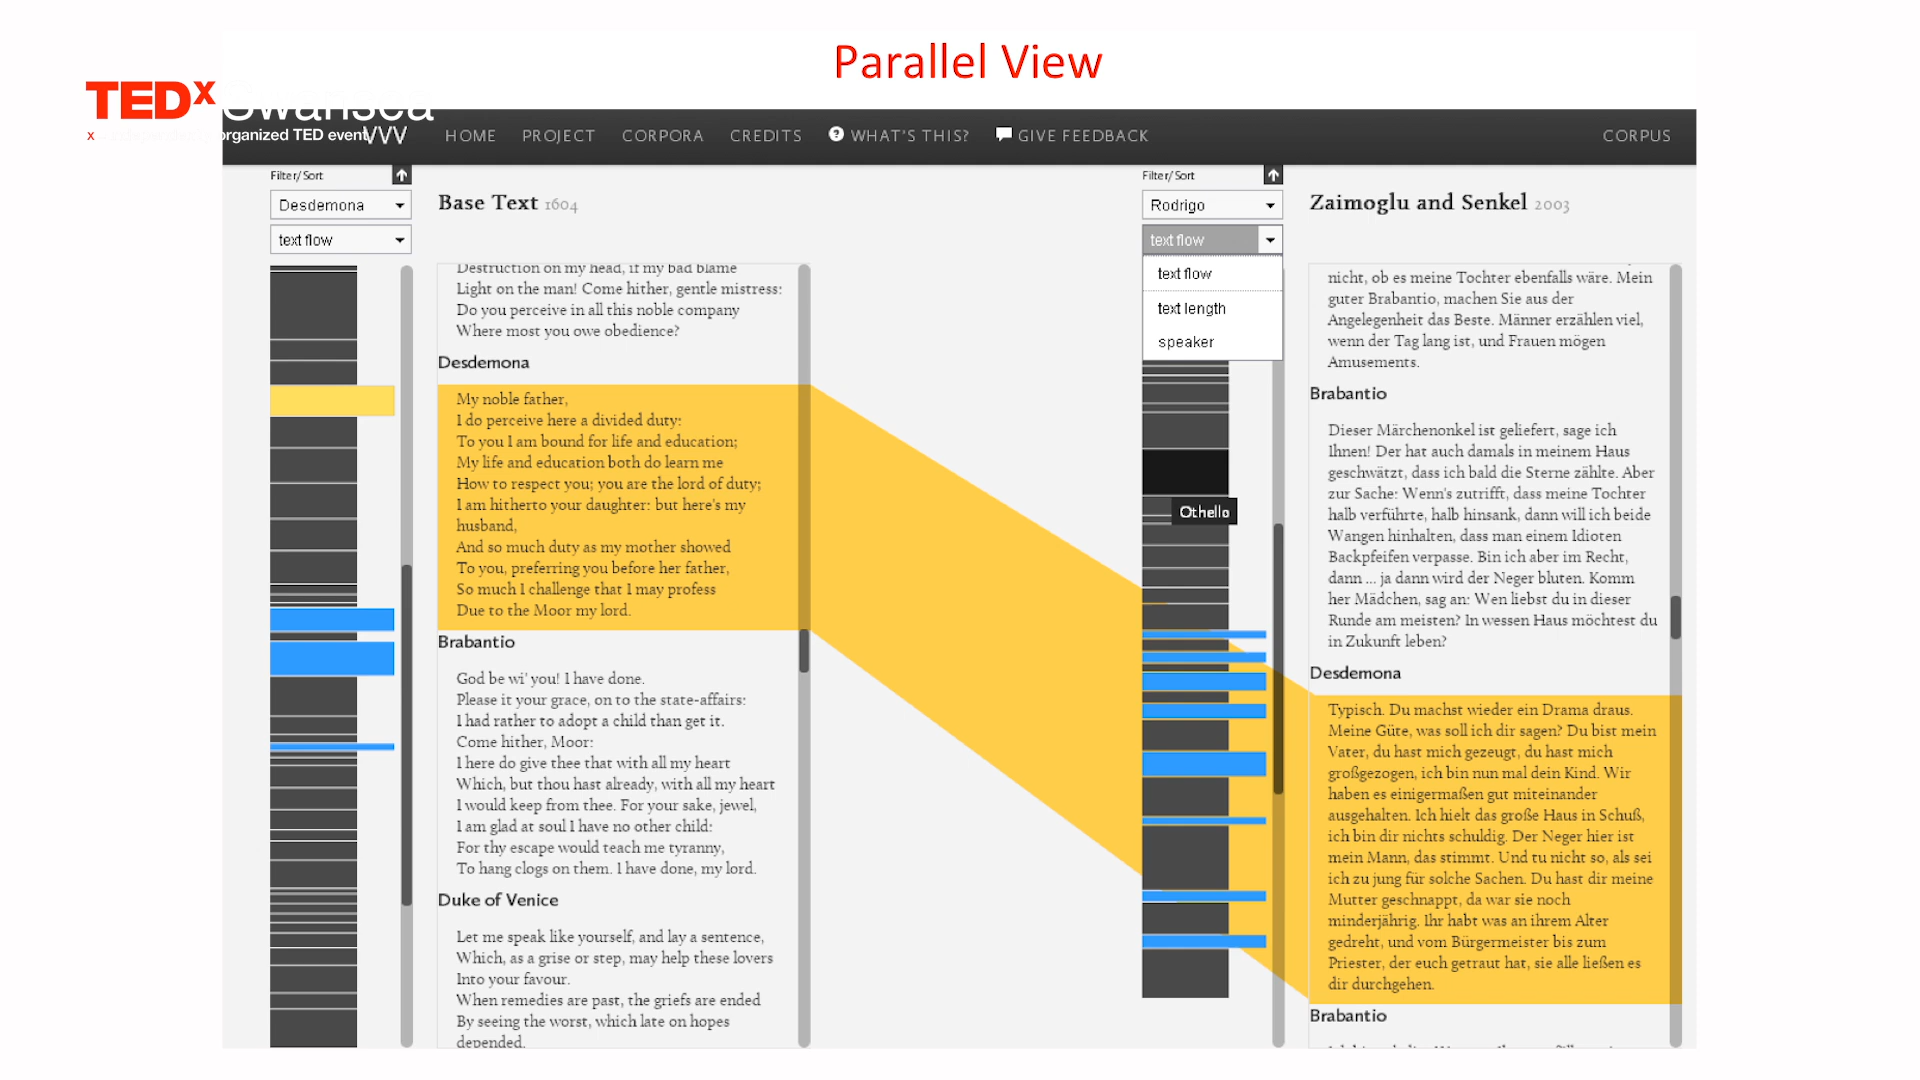 Parallel View
TEDx Swansea
x organized TED event
VVV HOME PROJECT CORPORA CREDITS WHAT'S THIS? GIVE FEEDBACK CORPUS
Filter/Sort
Desdemona
text flow
Base Text 1604
Destruction on my head, if my bad blame
Light on the man! Come hither, gentle mistress:
Do you perceive in all this noble company
Where most you owe obedience?
Desdemona
My noble father,
I do perceive here a divided duty:
To you I am bound for life and education;
My life and education both do learn me
How to respect you; you are the lord of duty;
I am hitherto your daughter: but here's my
husband,
And so much duty as my mother showed
To you, preferring you before her father,
So much I challenge that I may profess
Due to the Moor my lord.
Brabantio
God be wi' you! I have done.
Please it your grace, on to the state-affairs:
I had rather to adopt a child than get it.
Come hither, Moor:
I here do give thee that with all my heart
Which, but thou hast already, with all my heart
I would keep from thee. For your sake, jewel,
I am glad at soul I have no other child:
For thy escape would teach me tyranny,
To hang clogs on them. I have done, my lord.
Duke of Venice
Let me speak like yourself, and lay a sentence,
Which, as a grise or step, may help these lovers
Into your favour.
When remedies are past, the griefs are ended
By seeing the worst, which late on hopes
depended.
Filter/Sort
Rodrigo
text flow
text flow
text length
speaker
Othello
Zaimoglu and Senkel 2003
nicht, ob es meine Tochter ebenfalls wäre. Mein
guter Brabantio, machen Sie aus der
Angelegenheit das Beste. Männer erzählen viel,
wenn der Tag lang ist, und Frauen mögen
Amusements.
Brabantio
Dieser Märchenonkel ist geliefert, sage ich
Ihnen! Der hat auch damals in meinem Haus
geschwätzt, dass ich bald die Sterne zählte. Aber
zur Sache: Wenn's zutrifft, dass meine Tochter
halb verführte, halb hinsank, dann will ich beide
Wangen hinhalten, dass man einem Idioten
Backpfeifen verpasse. Bin ich aber im Recht,
dann ... ja dann wird der Neger bluten. Komm
her Mädchen, sag an: Wen liebst du in dieser
Runde am meisten? In wessen Haus möchtest du
in Zukunft leben?
Desdemona
Typisch. Du machst wieder ein Drama draus.
Meine Güte, was soll ich dir sagen? Du bist mein
Vater, du hast mich gezeugt, du hast mich
großgezogen, ich bin nun mal dein Kind. Wir
haben es einigermaßen gut miteinander
ausgehalten. Ich hielt das große Haus in Schuß,
ich bin dir nichts schuldig. Der Neger hier ist
mein Mann, das stimmt. Und tu nicht so, als sei
ich zu jung für solche Sachen. Du hast dir meine
Mutter geschnappt, da war sie noch
minderjährig. Ihr habt was an ihrem Alter
gedreht, und vom Bürgermeister bis zum
Priester, der euch getraut hat, sie alle ließen es
dir durchgehen.
Brabantio